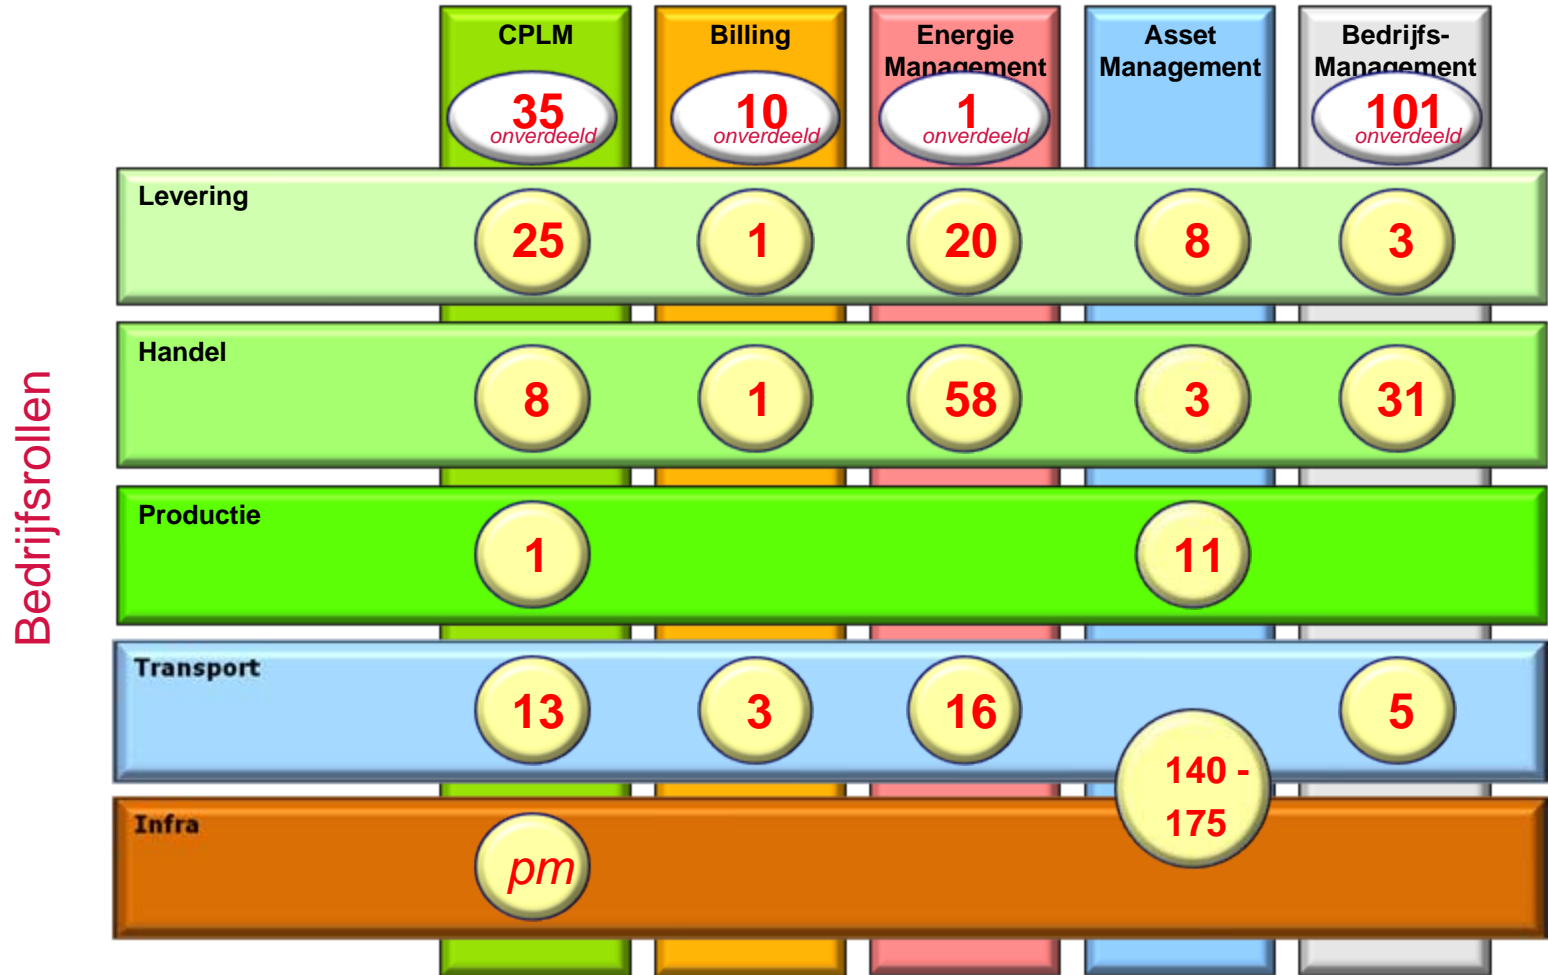 CPLM
Billing
Energie
Management
Asset
Management
Bedrijfs-
Management
35
onverdeeld
10
onverdeeld
1
onverdeeld
101
onverdeeld
Bedrijfsrollen
Levering
25
1
20
8
3
Handel
8
1
58
3
31
Productie
1
11
Transport
13
3
16
5
140 -
175
Infra
pm